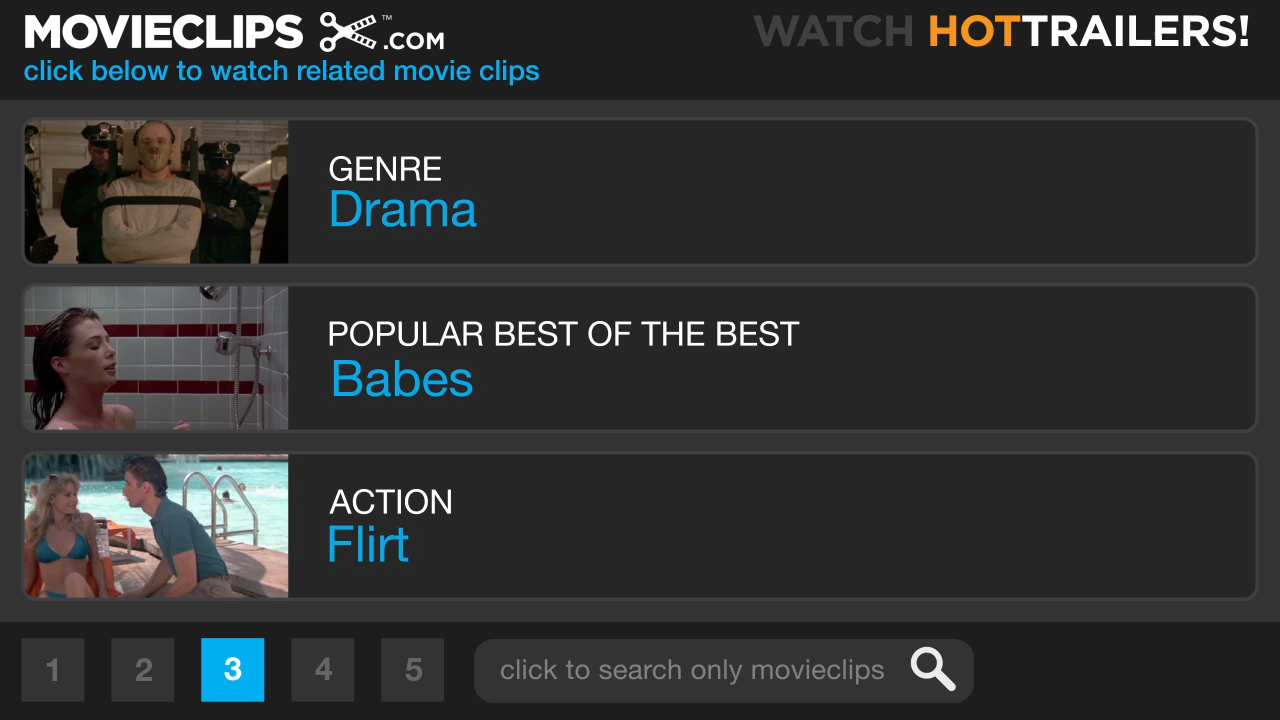 MOVIECLIPS ™ .COM
WATCH HOTTRAILERS!
click below to watch related movie clips
GENRE
Drama
POPULAR BEST OF THE BEST
Babes
ACTION
Flirt
1 2 3 4 5
click to search only movieclips